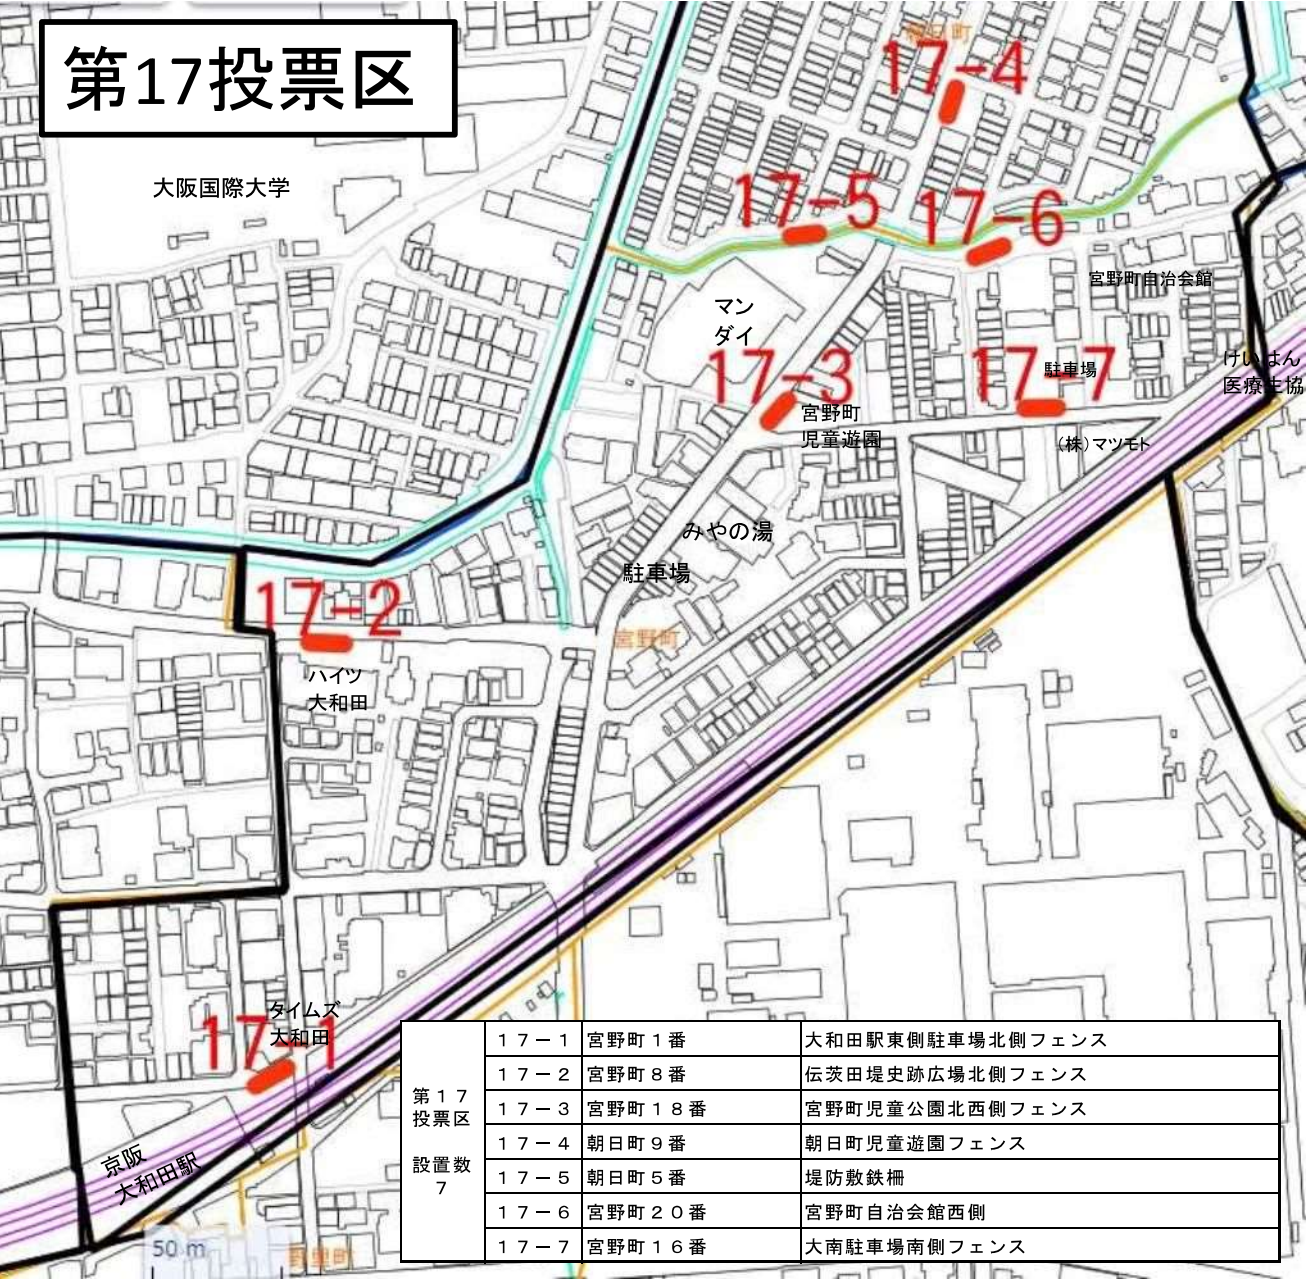 第17投票区
17-4
大阪国際大学
17-5
17-6
宮野町自治会館
マン
ダイ
17-3
17-7
駐車場
けいはん
医療生協
宮野町
児童遊園
(株)マツモト
みやの湯
駐車場
17-2
宮野町
ハイツ
大和田
タイムズ
大和田
17-1
京阪
大和田駅
50 m
第17
投票区
設置数
7
17－1 宮野町1番 大和田駅東側駐車場北側フェンス
17－2 宮野町8番 伝茨田堤史跡広場北側フェンス
17－3 宮野町18番 宮野町児童公園北西側フェンス
17－4 朝日町9番 朝日町児童遊園フェンス
17－5 朝日町5番 堤防敷鉄柵
17－6 宮野町20番 宮野町自治会館西側
17－7 宮野町16番 大南駐車場南側フェンス